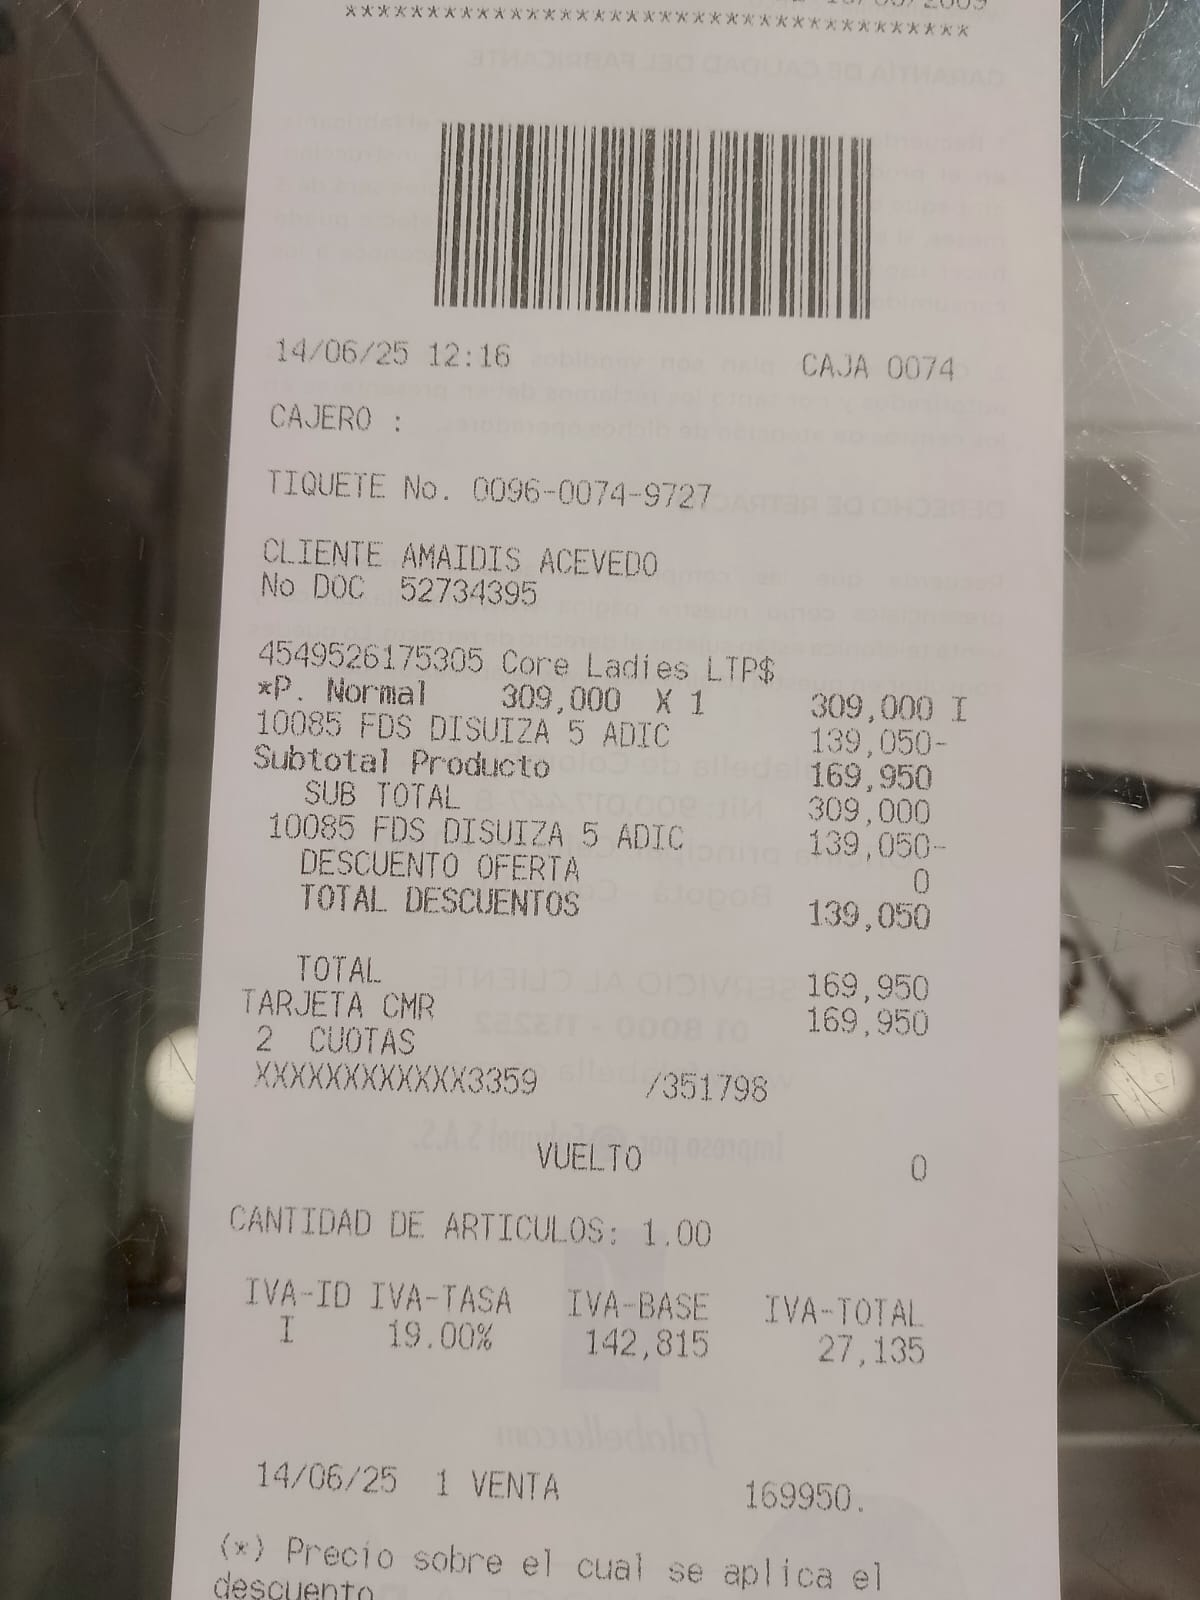 ***************************************
14/06/25 12:16 CAJA 0074
CAJERO :
TIQUETE No. 0096-0074-9727
CLIENTE AMAIDIS ACEVEDO
No DOC 52734395
4549526175305 Core Ladies LTP$
*P. Normal 309,000 X 1 309,000 I
10085 FDS DISUIZA 5 ADIC 139,050-
Subtotal Producto 169,950
SUB TOTAL 309,000
10085 FDS DISUIZA 5 ADIC 139,050-
DESCUENTO OFERTA 0
TOTAL DESCUENTOS 139,050
TOTAL 169,950
TARJETA CMR 169,950
2 CUOTAS
XXXXXXXXXXXX3359 /351798
VUELTO 0
CANTIDAD DE ARTICULOS: 1.00
IVA-ID IVA-TASA IVA-BASE IVA-TOTAL
I 19.00% 142,815 27,135
14/06/25 1 VENTA 169950.
(*) Precio sobre el cual se aplica el
descuento